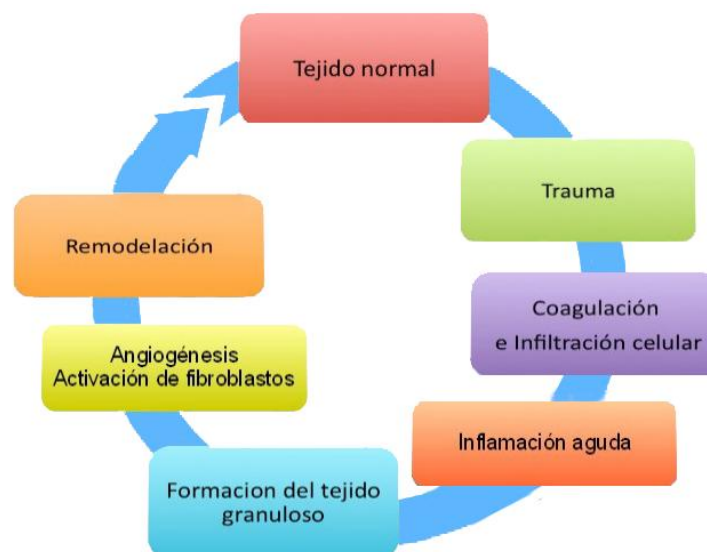 Tejido normal
Trauma
Coagulación
e Infiltración celular
Inflamación aguda
Formacion del tejido
granuloso
Angiogénesis
Activación de fibroblastos
Remodelación